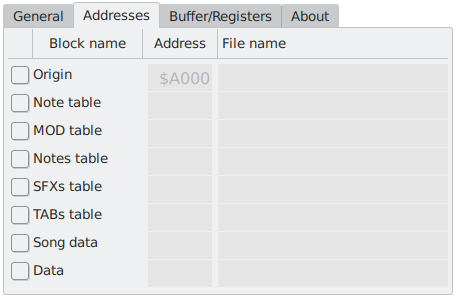 General Addresses Buffer/Registers About
Block name Address File name
Origin $A000
Note table
MOD table
Notes table
SFXs table
TABs table
Song data
Data